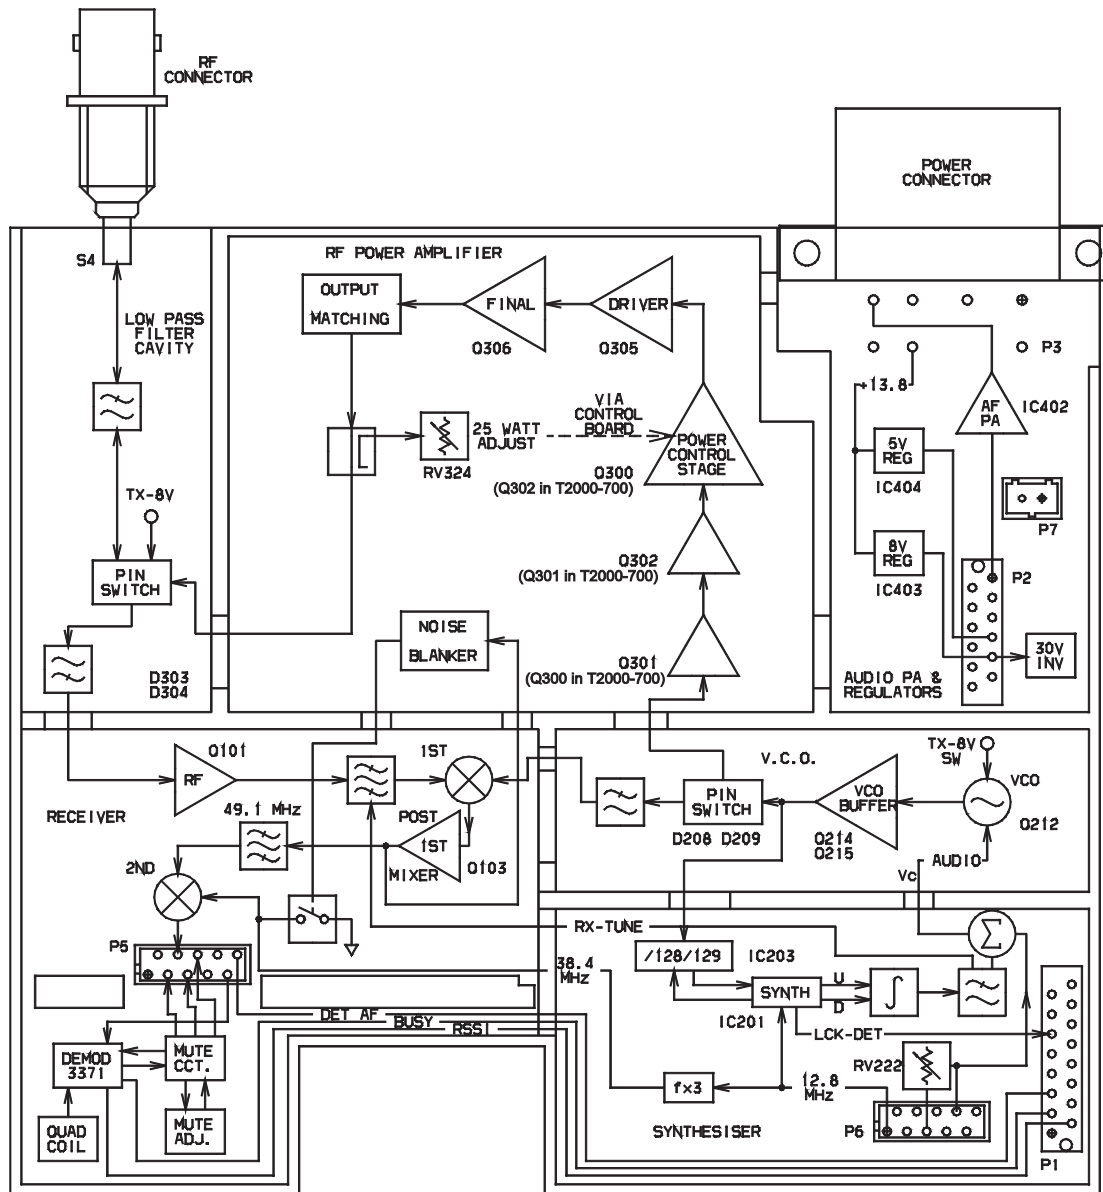 RF
CONNECTOR
POWER
CONNECTOR
S4
RF POWER AMPLIFIER
OUTPUT
MATCHING
FINAL
DRIVER
Q306
Q305
LOW PASS
FILTER
CAVITY
P3
+13.8
AF
PA
IC402
VIA
CONTROL
BOARD
25 WATT
ADJUST
RV324
POWER
CONTROL
STAGE
Q300
(Q302 in T2000-700)
5V
REG
IC404
P7
TX-8V
PIN
SWITCH
Q302
(Q301 in T2000-700)
8V
REG
IC403
P2
NOISE
BLANKER
Q301
(Q300 in T2000-700)
30V
INV
D303
D304
AUDIO PA &
REGULATORS
Q101
RF
1ST
RECEIVER
49.1 MHz
POST
1ST
MIXER
Q103
2ND
V.C.O.
TX-8V
SW
VCO
PIN
SWITCH
VCO
BUFFER
D208 D209
Q214
Q215
Q212
AUDIO
Vc
P5
RX-TUNE
Σ
/128/129
IC203
38.4
MHz
SYNTH
IC201
U
D
∫
DET AF
BUSY
RSSI
LCK-DET
DEMOD
3371
MUTE
CCT.
RV222
f×3
12.8
MHz
QUAD
COIL
MUTE
ADJ.
SYNTHESISER
P6
P1